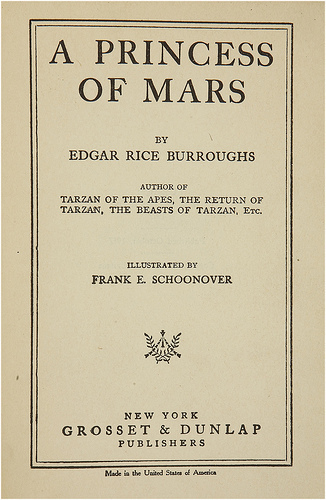 A PRINCESS
OF MARS
BY
EDGAR RICE BURROUGHS
AUTHOR OF
TARZAN OF THE APES, THE RETURN OF
TARZAN, THE BEASTS OF TARZAN, ETC.
ILLUSTRATED BY
FRANK E. SCHOONOVER
NEW YORK
GROSSET & DUNLAP
PUBLISHERS
Made in the United States of America